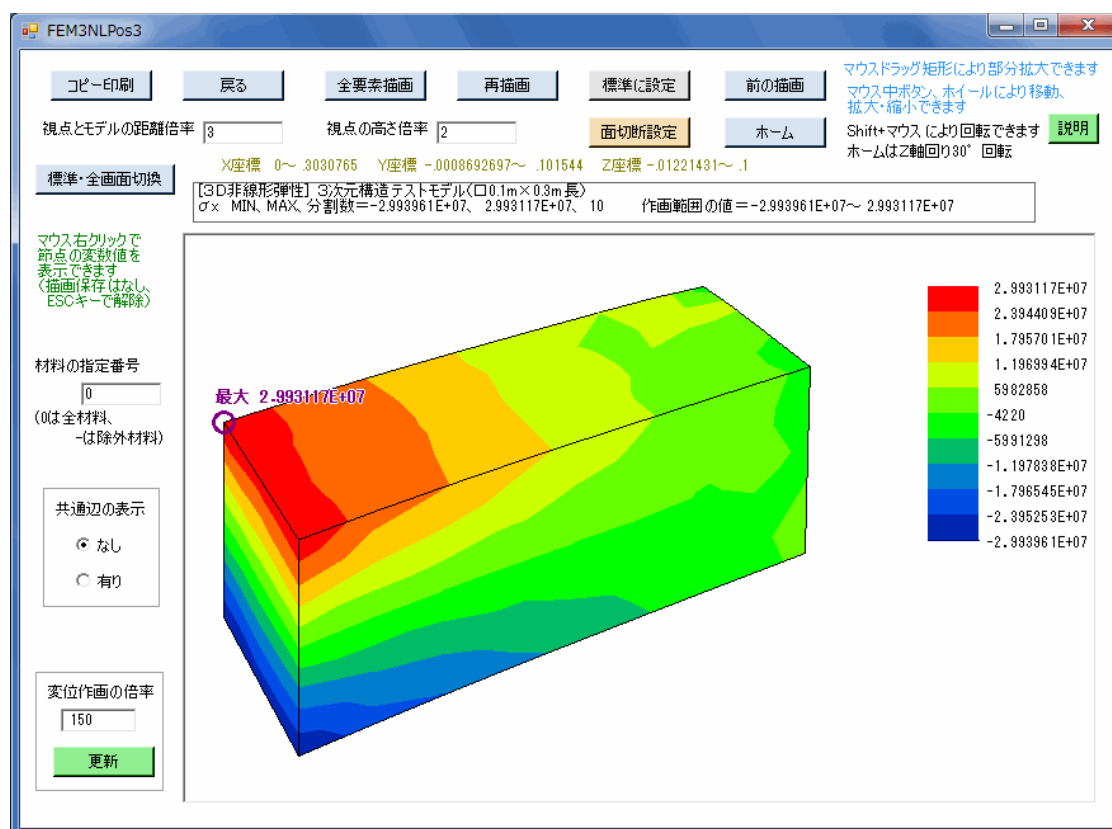 FEM3NLPos3
コピー印刷
戻る
全要素描画
再描画
標準に設定
前の描画
マウスドラッグ矩形により部分拡大できます
マウス中ボタン、ホイールにより移動、
拡大・縮小できます
視点とモデルの距離倍率 3
視点の高さ倍率 2
面切断設定
ホーム
Shift+マウスにより回転できます
ホームはZ軸回り30° 回転
説明
標準・全画面切換
X座標 0～ .3030765 Y座標 -.0008692697～ .101544 Z座標 -.01221431～ .1
[3D非線形弾性] 3次元構造テストモデル(口0.1m×0.3m長)
σx MIN、MAX、分割数＝-2.993961E+07、 2.993117E+07、 10 作画範囲の値＝-2.993961E+07～ 2.993117E+07
マウス右クリックで
節点の変数値を
表示できます
(描画保存はなし、
ESCキーで解除)
材料の指定番号
0
(0は全材料、
-は除外材料)
共通辺の表示
なし
有り
変位作画の倍率
150
更新
最大 2.993117E+07
2.993117E+07
2.394409E+07
1.795701E+07
1.196994E+07
5982858
-4220
-5991298
-1.197838E+07
-1.796545E+07
-2.395253E+07
-2.993961E+07